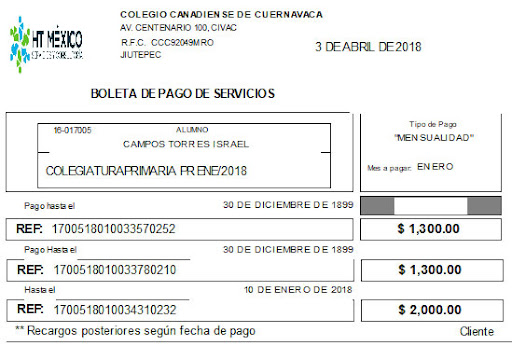 COLEGIO CANADIENSE DE CUERNAVACA
AV. CENTENARIO 100, CIVAC
R.F.C. CCC92049MRO
JIUTEPEC
3 DE ABRIL DE 2018
HT MÉXICO
BOLETA DE PAGO DE SERVICIOS
16-017005 ALUMNO
CAMPOS TORRES ISRAEL
COLEGIATURAPRIMARIA PR ENE/2018
Tipo de Pago
"MENSUALIDAD"
Mes a pagar: ENERO
Pago hasta el 30 DE DICIEMBRE DE 1899
REF: 1700518010033570252 $ 1,300.00
Pago Hasta el 30 DE DICIEMBRE DE 1899
REF: 1700518010033780210 $ 1,300.00
Hasta el 10 DE ENERO DE 2018
REF: 1700518010034310232 $ 2,000.00
** Recargos posteriores según fecha de pago Cliente